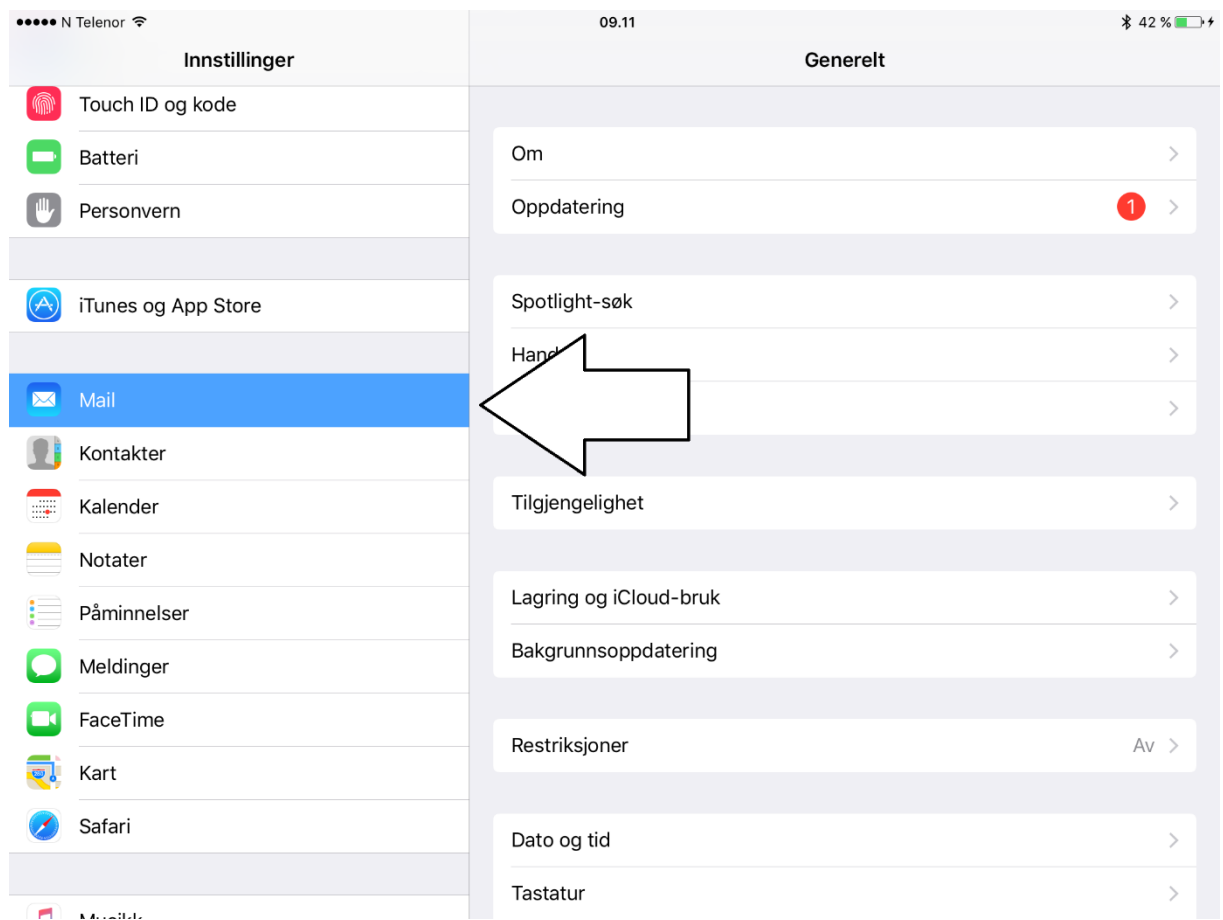 N Telenor
09.11
42 %
Innstillinger
Touch ID og kode
Batteri
Personvern
iTunes og App Store
Mail
Kontakter
Kalender
Notater
Påminnelser
Meldinger
FaceTime
Kart
Safari
Generelt
Om
Oppdatering 1
Spotlight-søk
Tilgjengelighet
Lagring og iCloud-bruk
Bakgrunnsoppdatering
Restriksjoner Av
Dato og tid
Tastatur